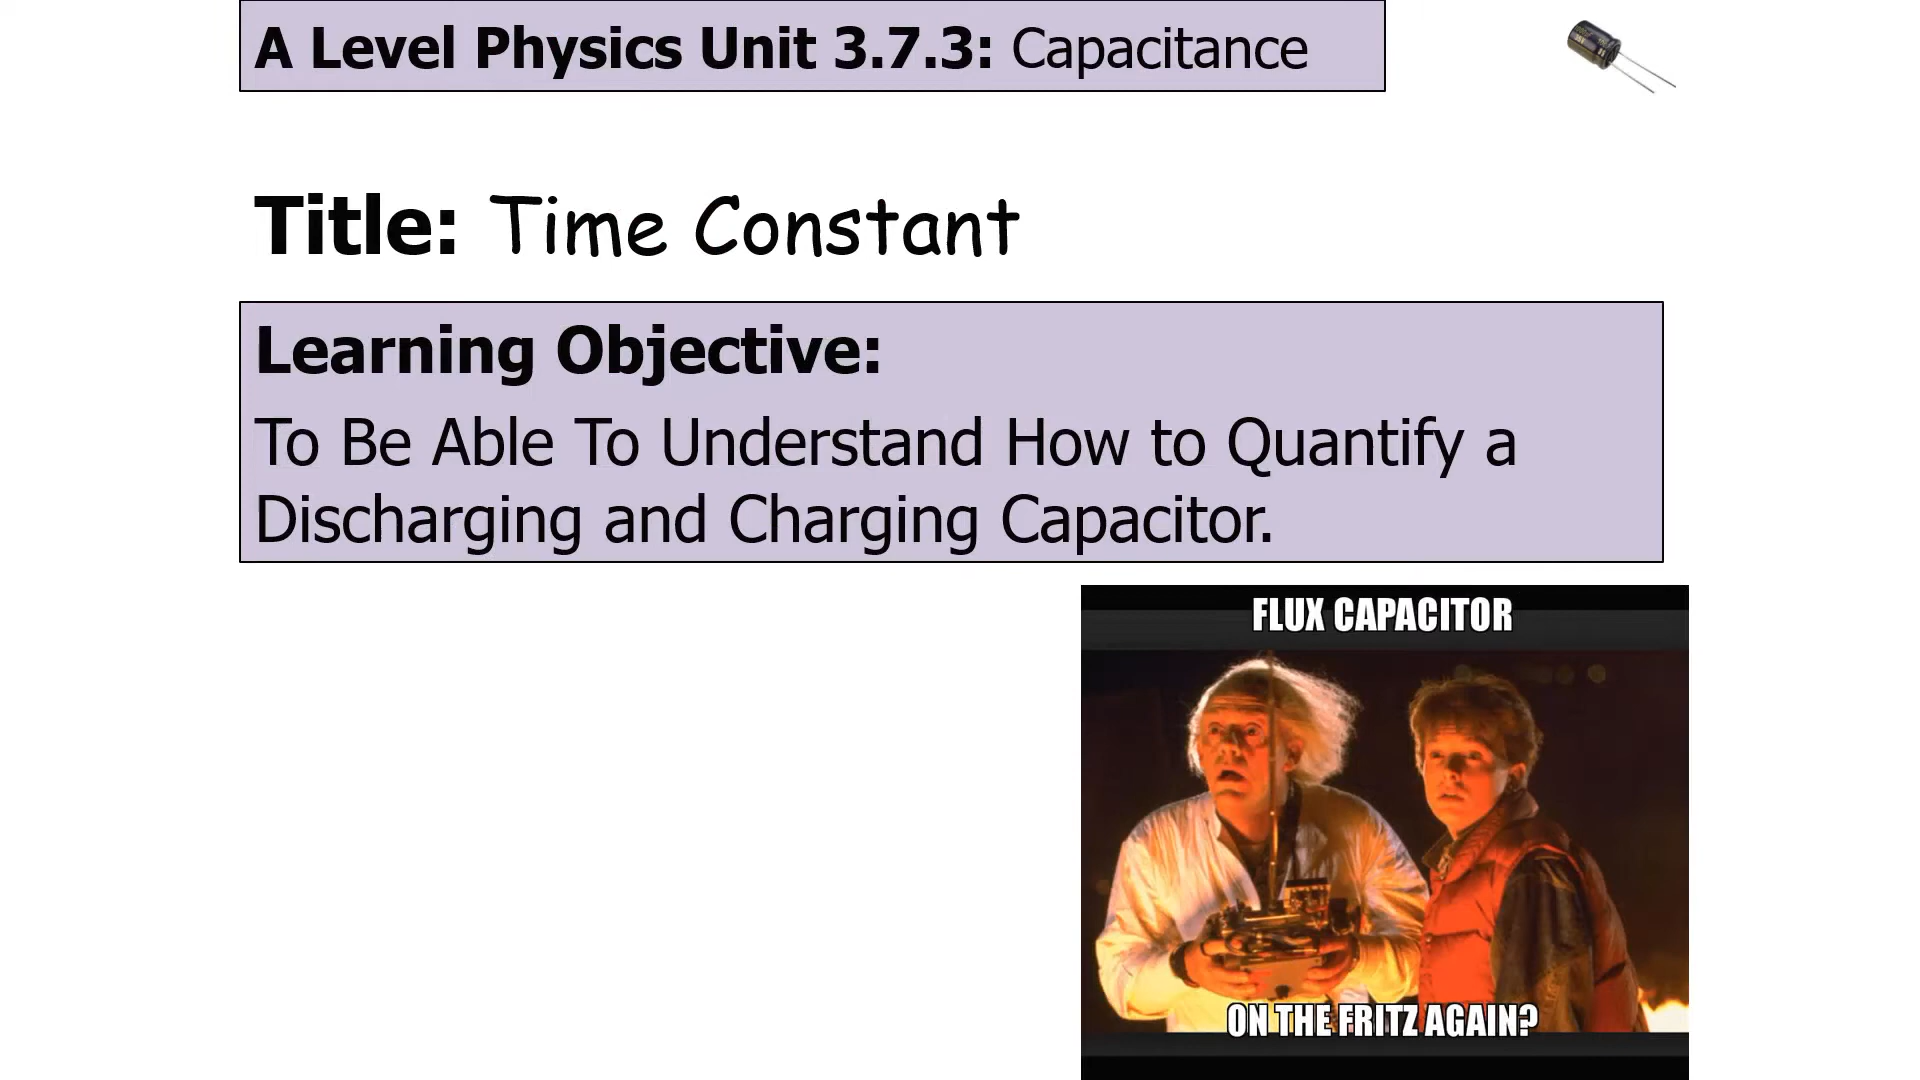 A Level Physics Unit 3.7.3: Capacitance
Title: Time Constant
Learning Objective:
To Be Able To Understand How to Quantify a
Discharging and Charging Capacitor.
FLUX CAPACITOR
ON THE FRITZ AGAIN?